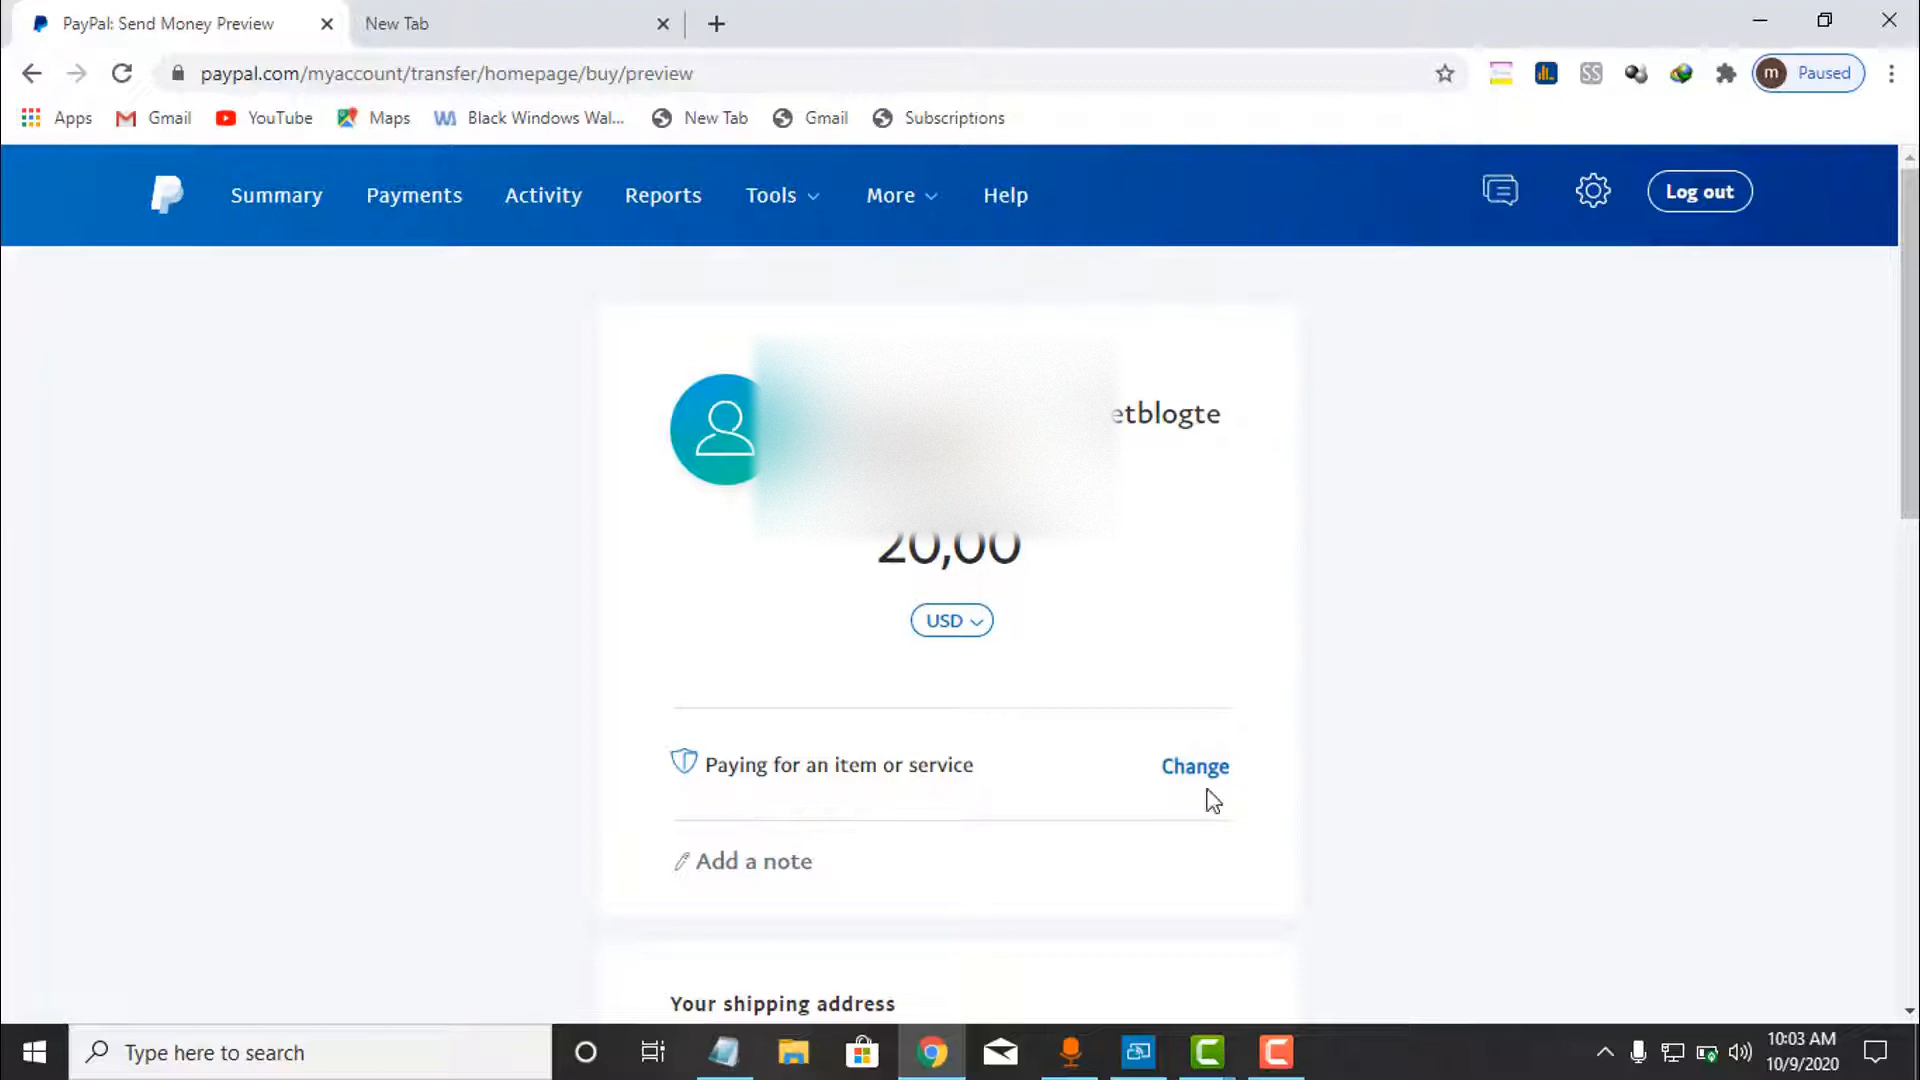 PayPal: Send Money Preview
New Tab
paypal.com/myaccount/transfer/homepage/buy/preview
m Paused
Apps Gmail YouTube Maps Black Windows Wal... New Tab Gmail Subscriptions
Summary Payments Activity Reports Tools More Help Log out
etblogte
20,00
USD
Paying for an item or service Change
Add a note
Your shipping address
Type here to search
10:03 AM
10/9/2020